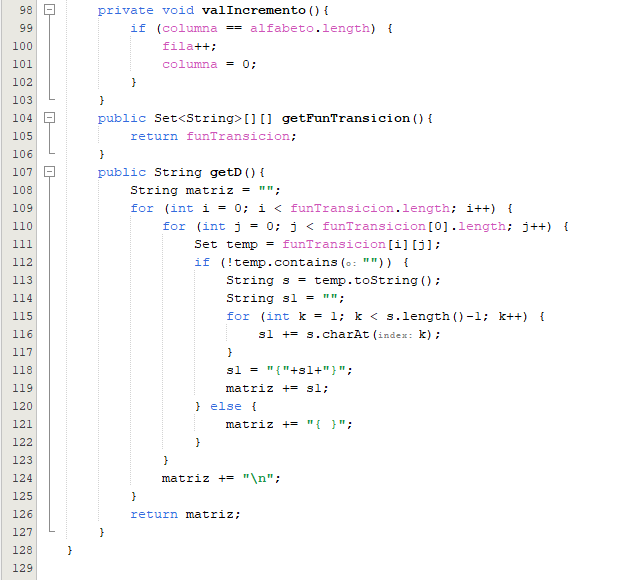 98 private void valIncremento(){
99 if (columna == alfabeto.length) {
100 fila++;
101 columna = 0;
102 }
103 }
104 public Set<String>[][] getFunTransicion(){
105 return funTransicion;
106 }
107 public String getD(){
108 String matriz = "";
109 for (int i = 0; i < funTransicion.length; i++) {
110 for (int j = 0; j < funTransicion[0].length; j++) {
111 Set temp = funTransicion[i][j];
112 if (!temp.contains(o: "")) {
113 String s = temp.toString();
114 String s1 = "";
115 for (int k = 1; k < s.length()-1; k++) {
116 s1 += s.charAt(index: k);
117 }
118 s1 = "{"+s1+"}";
119 matriz += s1;
120 } else {
121 matriz += "{ }";
122 }
123 }
124 matriz += "\n";
125 }
126 return matriz;
127 }
128 }
129